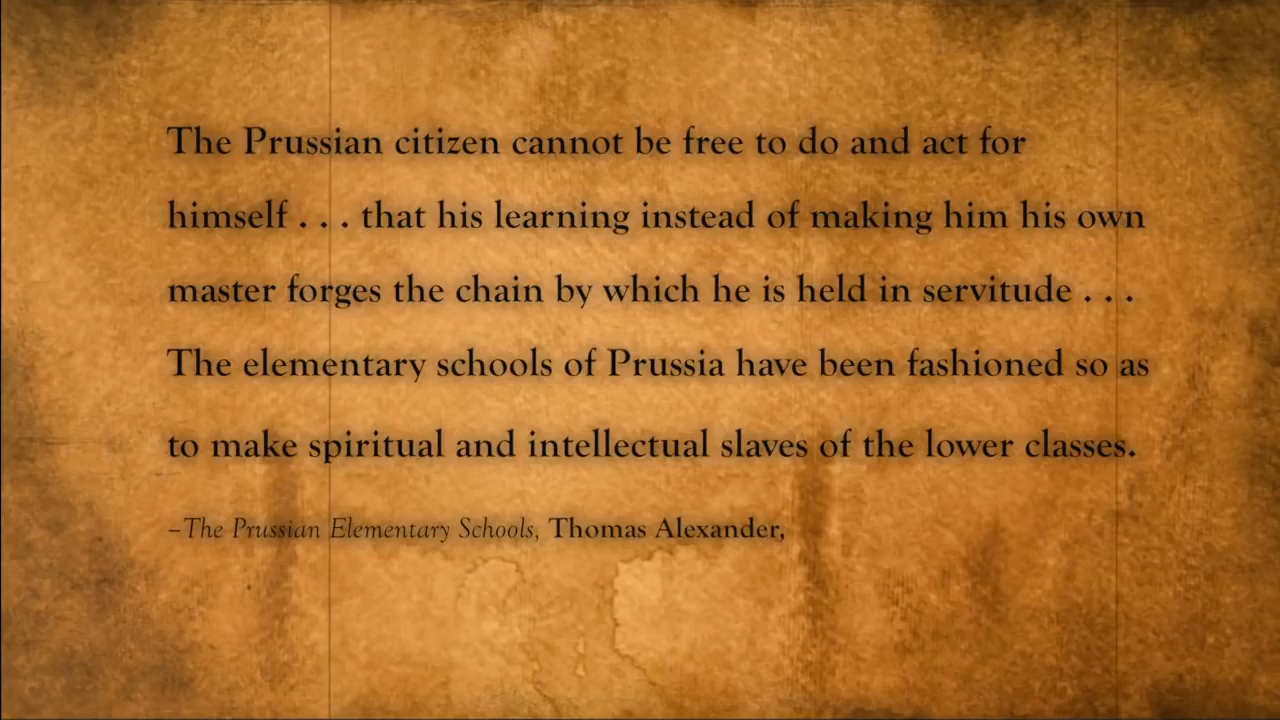 The Prussian citizen cannot be free to do and act for
himself . . . that his learning instead of making him his own
master forges the chain by which he is held in servitude . . .
The elementary schools of Prussia have been fashioned so as
to make spiritual and intellectual slaves of the lower classes.
–The Prussian Elementary Schools, Thomas Alexander,